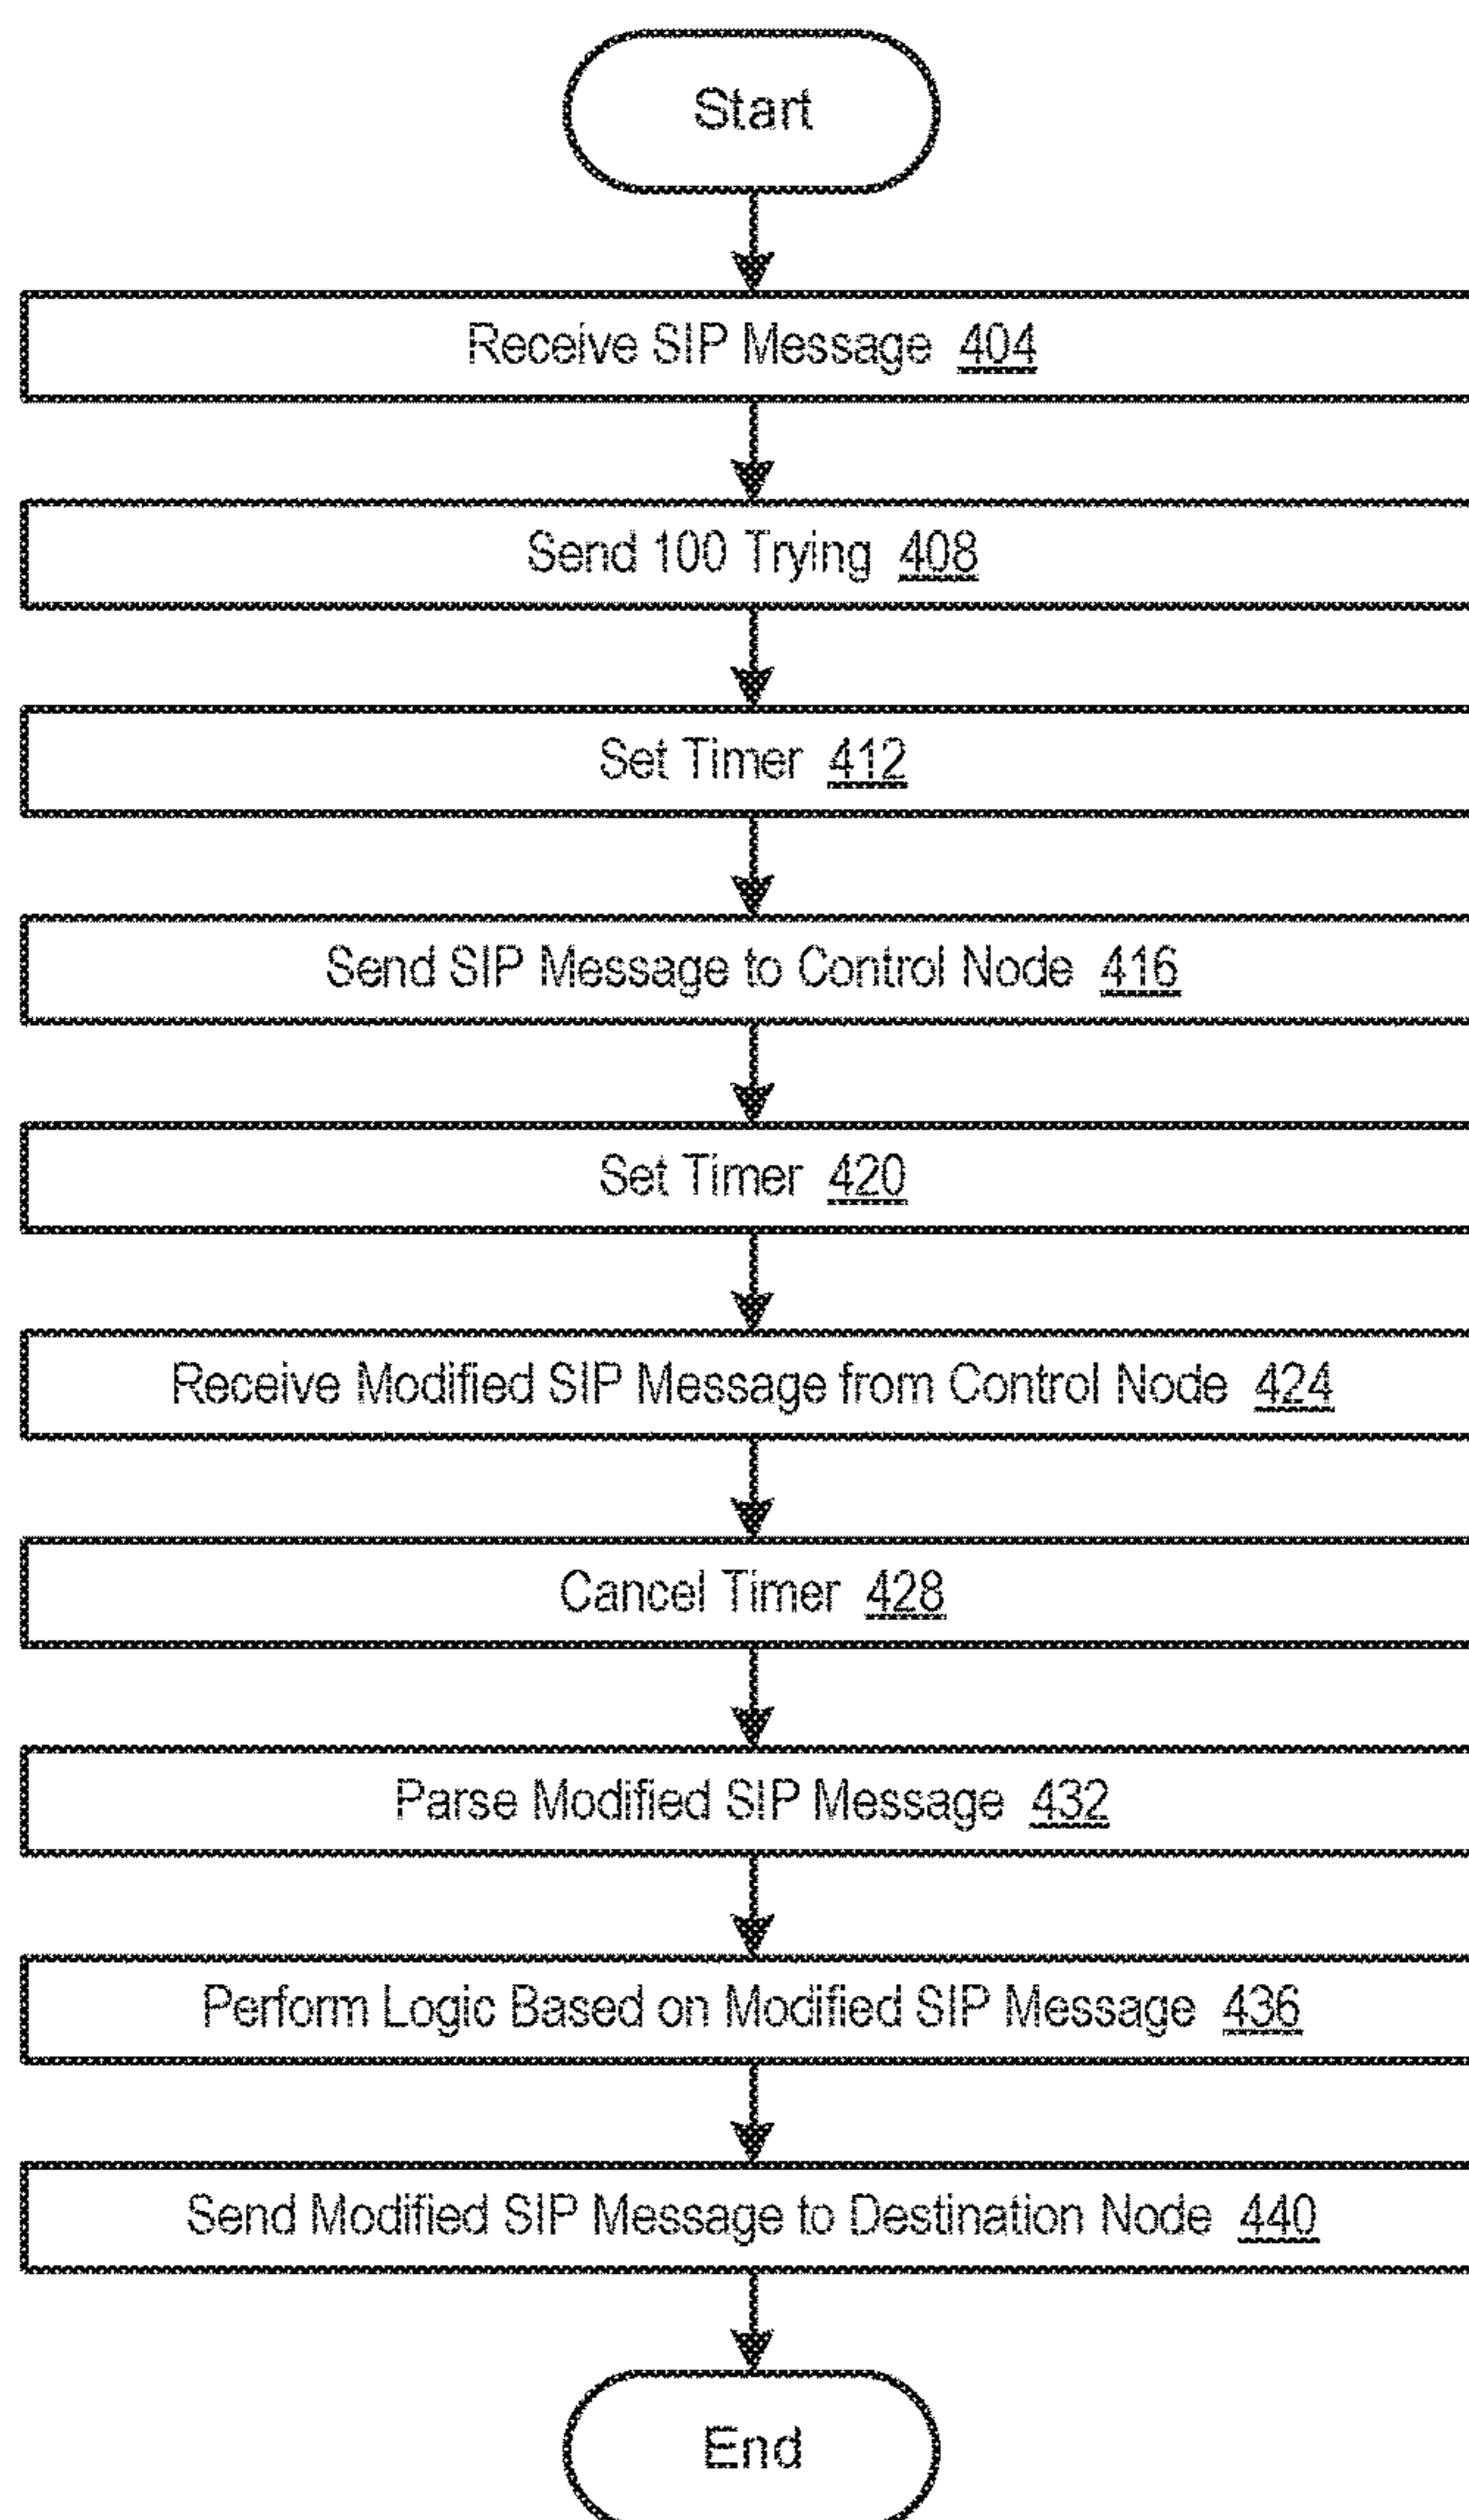 Start
Receive SIP Message 404
Send 100 Trying 408
Set Timer 412
Send SIP Message to Control Node 416
Set Timer 420
Receive Modified SIP Message from Control Node 424
Cancel Timer 428
Parse Modified SIP Message 432
Perform Logic Based on Modified SIP Message 436
Send Modified SIP Message to Destination Node 440
End